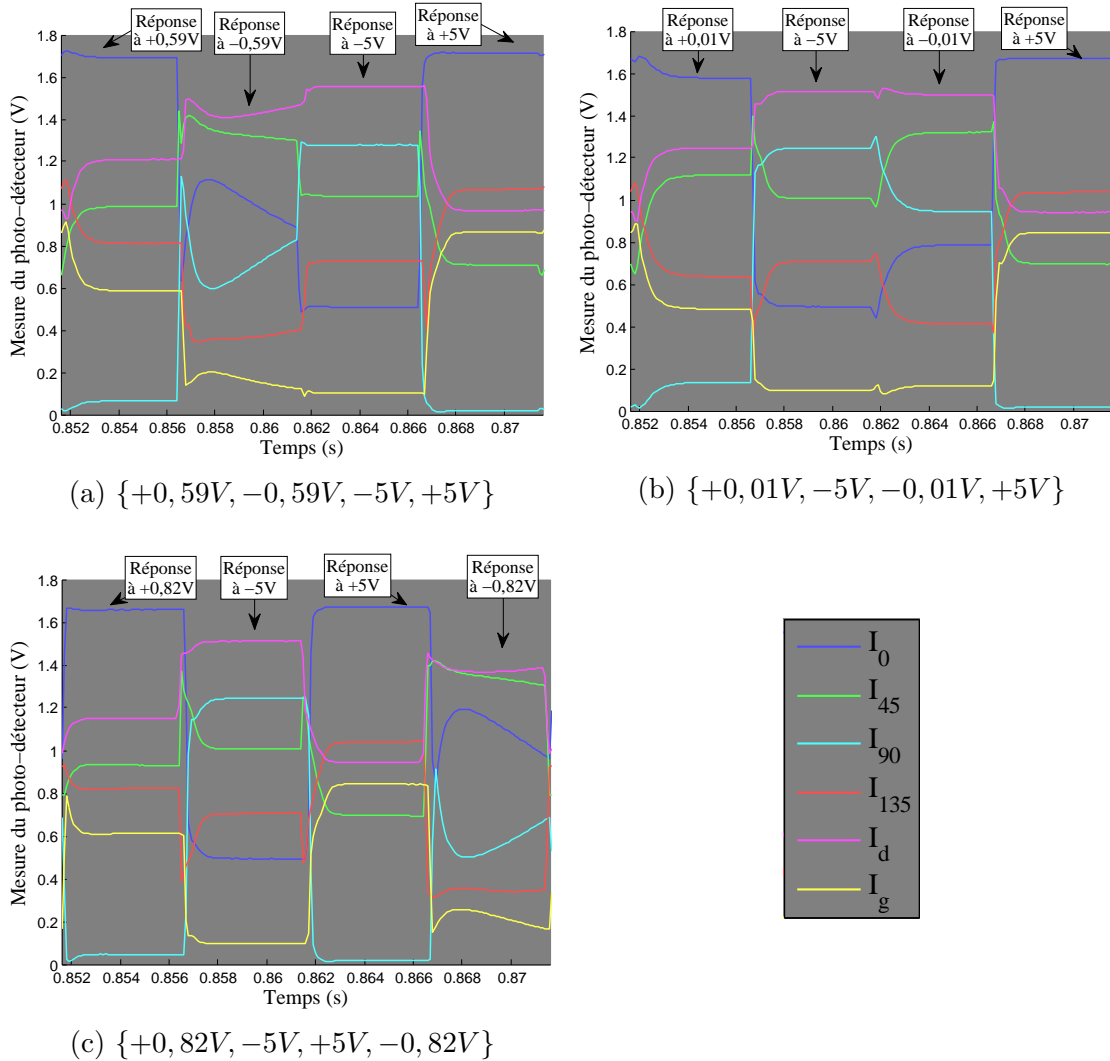 Réponse
à +0,59V
Réponse
à −0,59V
Réponse
à −5V
Réponse
à +5V
Mesure du photo−détecteur (V)
1.8
1.6
1.4
1.2
1
0.8
0.6
0.4
0.2
0
0.852 0.854 0.856 0.858 0.86 0.862 0.864 0.866 0.868 0.87
Temps (s)
(a) {+0, 59V, −0, 59V, −5V, +5V}
Réponse
à +0,01V
Réponse
à −5V
Réponse
à −0,01V
Réponse
à +5V
Mesure du photo−détecteur (V)
1.8
1.6
1.4
1.2
1
0.8
0.6
0.4
0.2
0
0.852 0.854 0.856 0.858 0.86 0.862 0.864 0.866 0.868 0.87
Temps (s)
(b) {+0, 01V, −5V, −0, 01V, +5V}
Réponse
à +0,82V
Réponse
à −5V
Réponse
à +5V
Réponse
à −0,82V
Mesure du photo−détecteur (V)
1.8
1.6
1.4
1.2
1
0.8
0.6
0.4
0.2
0
0.852 0.854 0.856 0.858 0.86 0.862 0.864 0.866 0.868 0.87
Temps (s)
(c) {+0, 82V, −5V, +5V, −0, 82V}
I_0
I_45
I_90
I_135
I_d
I_g